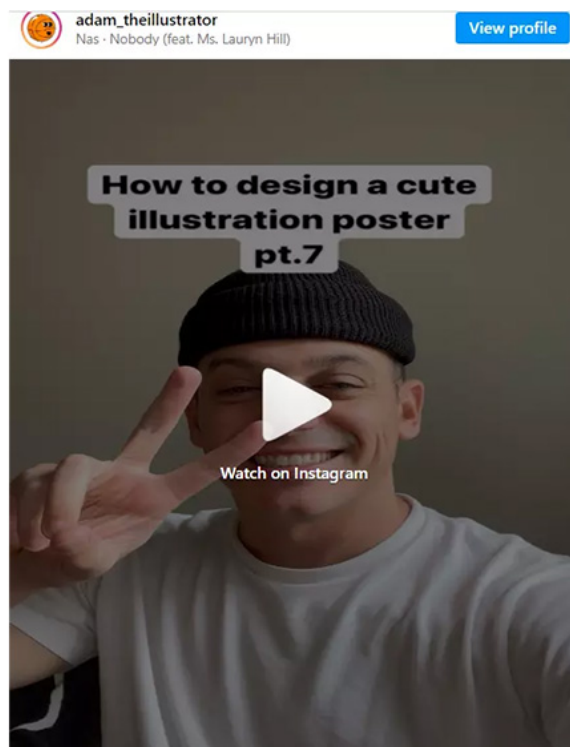 adam_theillustrator
View profile
Nas · Nobody (feat. Ms. Lauryn Hill)
How to design a cute
illustration poster
pt.7
Watch on Instagram